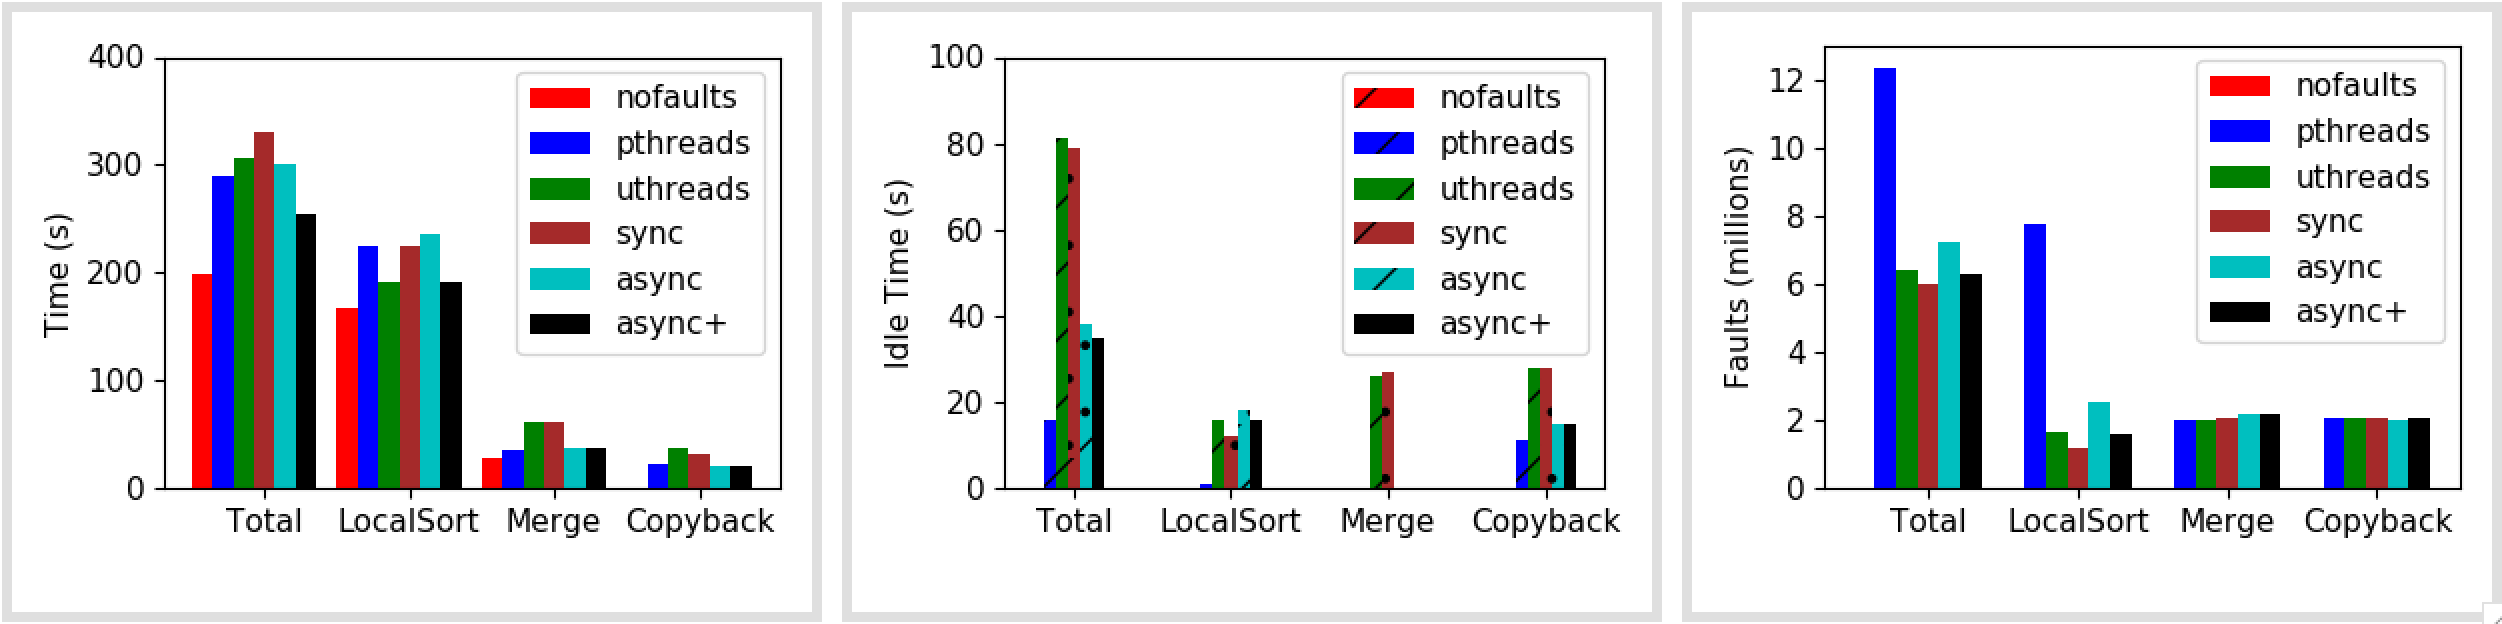 400
300
200
100
0
Time (s)
nofaults
pthreads
uthreads
sync
async
async+
Total LocalSort Merge Copyback
100
80
60
40
20
0
Idle Time (s)
nofaults
pthreads
uthreads
sync
async
async+
Total LocalSort Merge Copyback
12
10
8
6
4
2
0
Faults (millions)
nofaults
pthreads
uthreads
sync
async
async+
Total LocalSort Merge Copyback